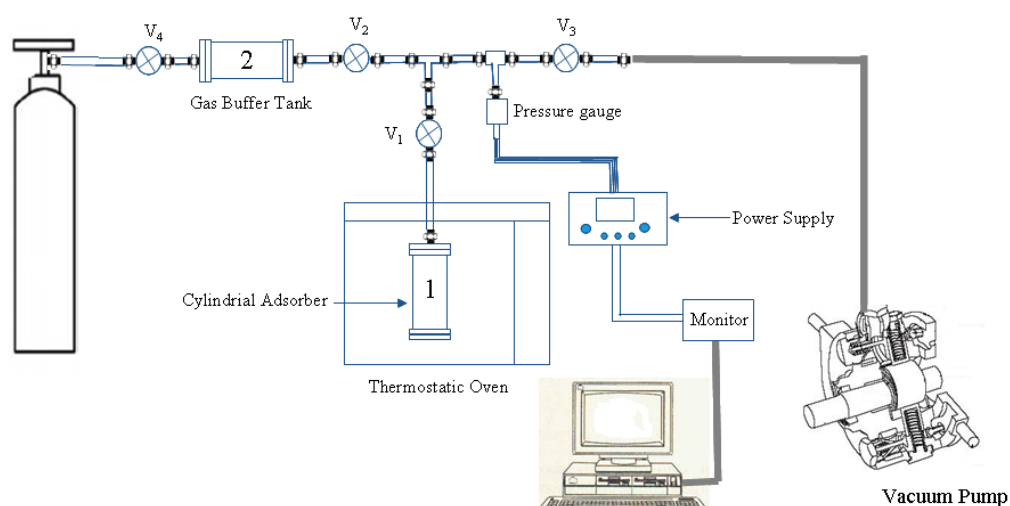 V4
V2
V3
2
Gas Buffer Tank
Pressure gauge
V1
Power Supply
1
Cylindrial Adsorber
Monitor
Thermostatic Oven
Vacuum Pump